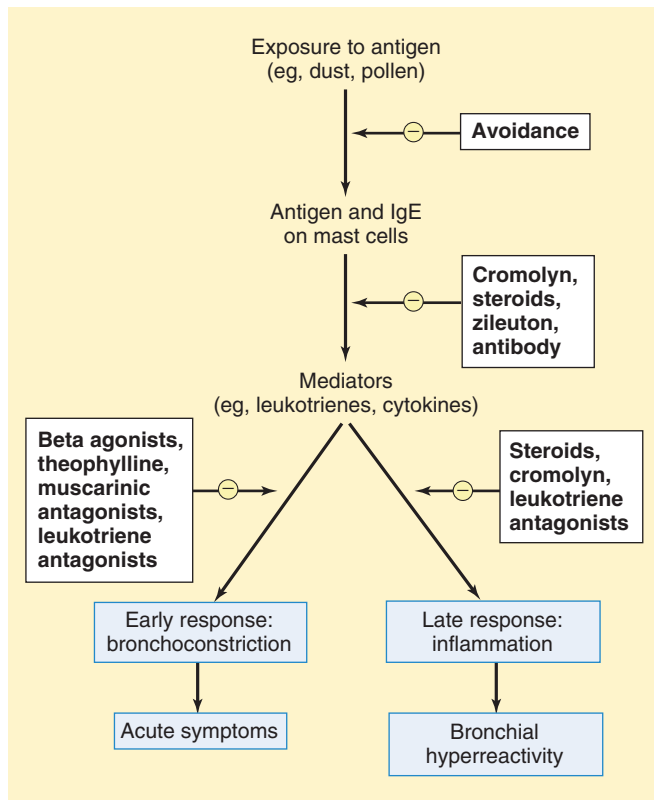 Exposure to antigen
(eg, dust, pollen)
Avoidance
Antigen and IgE
on mast cells
Cromolyn,
steroids,
zileuton,
antibody
Mediators
(eg, leukotrienes, cytokines)
Beta agonists,
theophylline,
muscarinic
antagonists,
leukotriene
antagonists
Steroids,
cromolyn,
leukotriene
antagonists
Early response:
bronchoconstriction
Late response:
inflammation
Acute symptoms
Bronchial
hyperreactivity